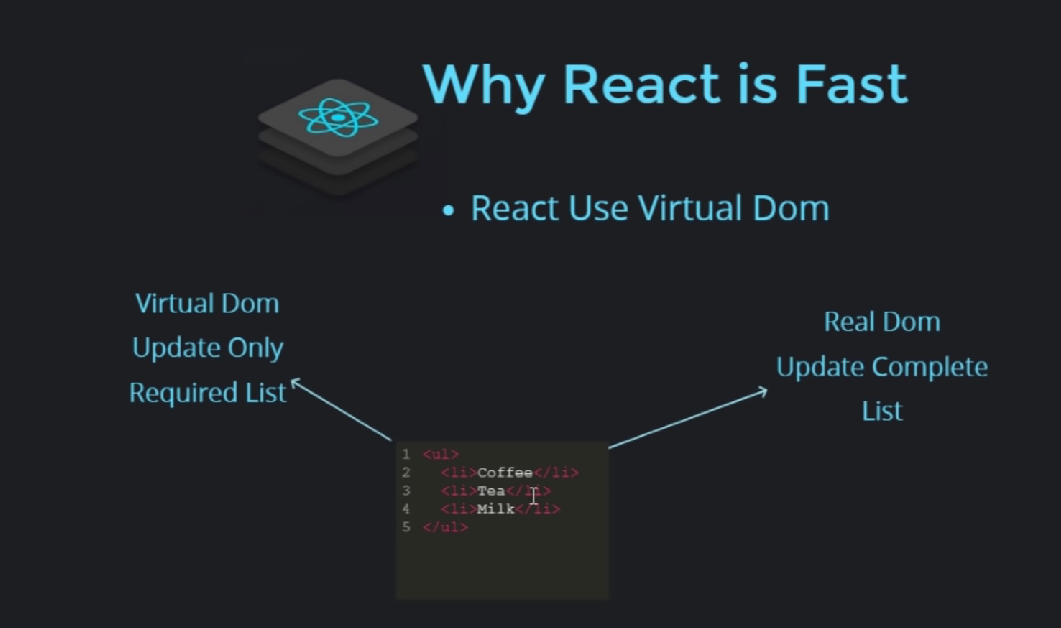 Why React is Fast
• React Use Virtual Dom
Virtual Dom
Update Only
Required List
Real Dom
Update Complete
List
1 <ul>
2 <li>Coffee</li>
3 <li>Tea</li>
4 <li>Milk</li>
5 </ul>